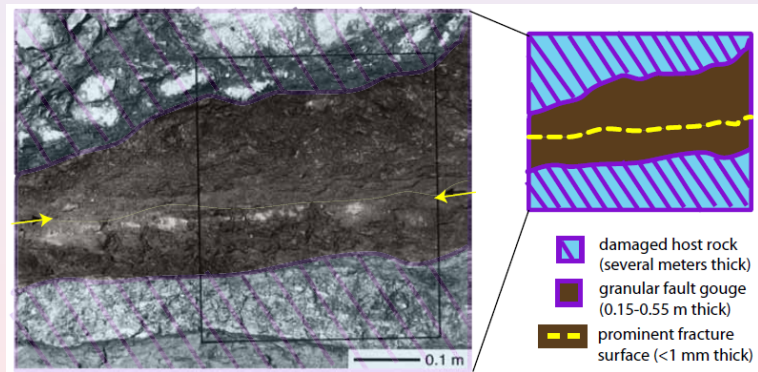 0.1 m
damaged host rock
(several meters thick)
granular fault gouge
(0.15-0.55 m thick)
prominent fracture
surface (<1 mm thick)